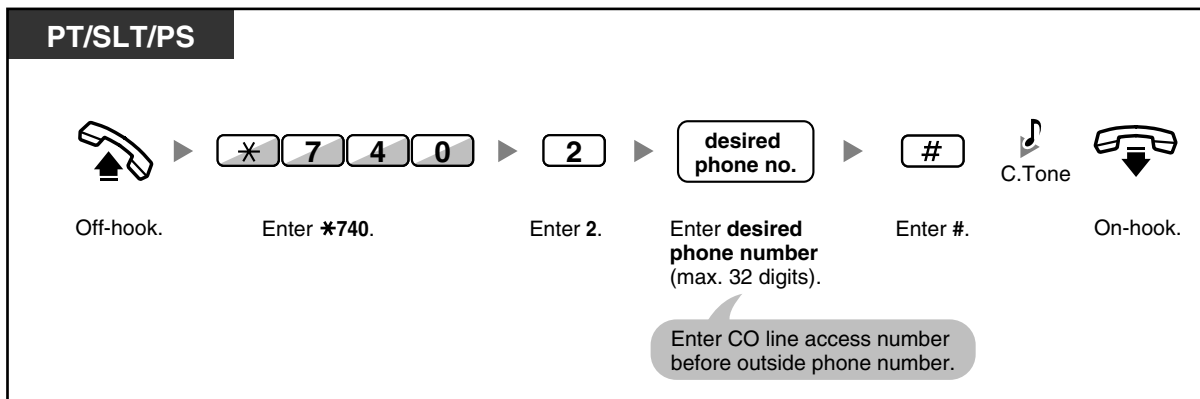 PT/SLT/PS
* 7 4 0
2
desired
phone no.
#
C.Tone
Off-hook.
Enter *740.
Enter 2.
Enter desired
phone number
(max. 32 digits).
Enter #.
On-hook.
Enter CO line access number
before outside phone number.